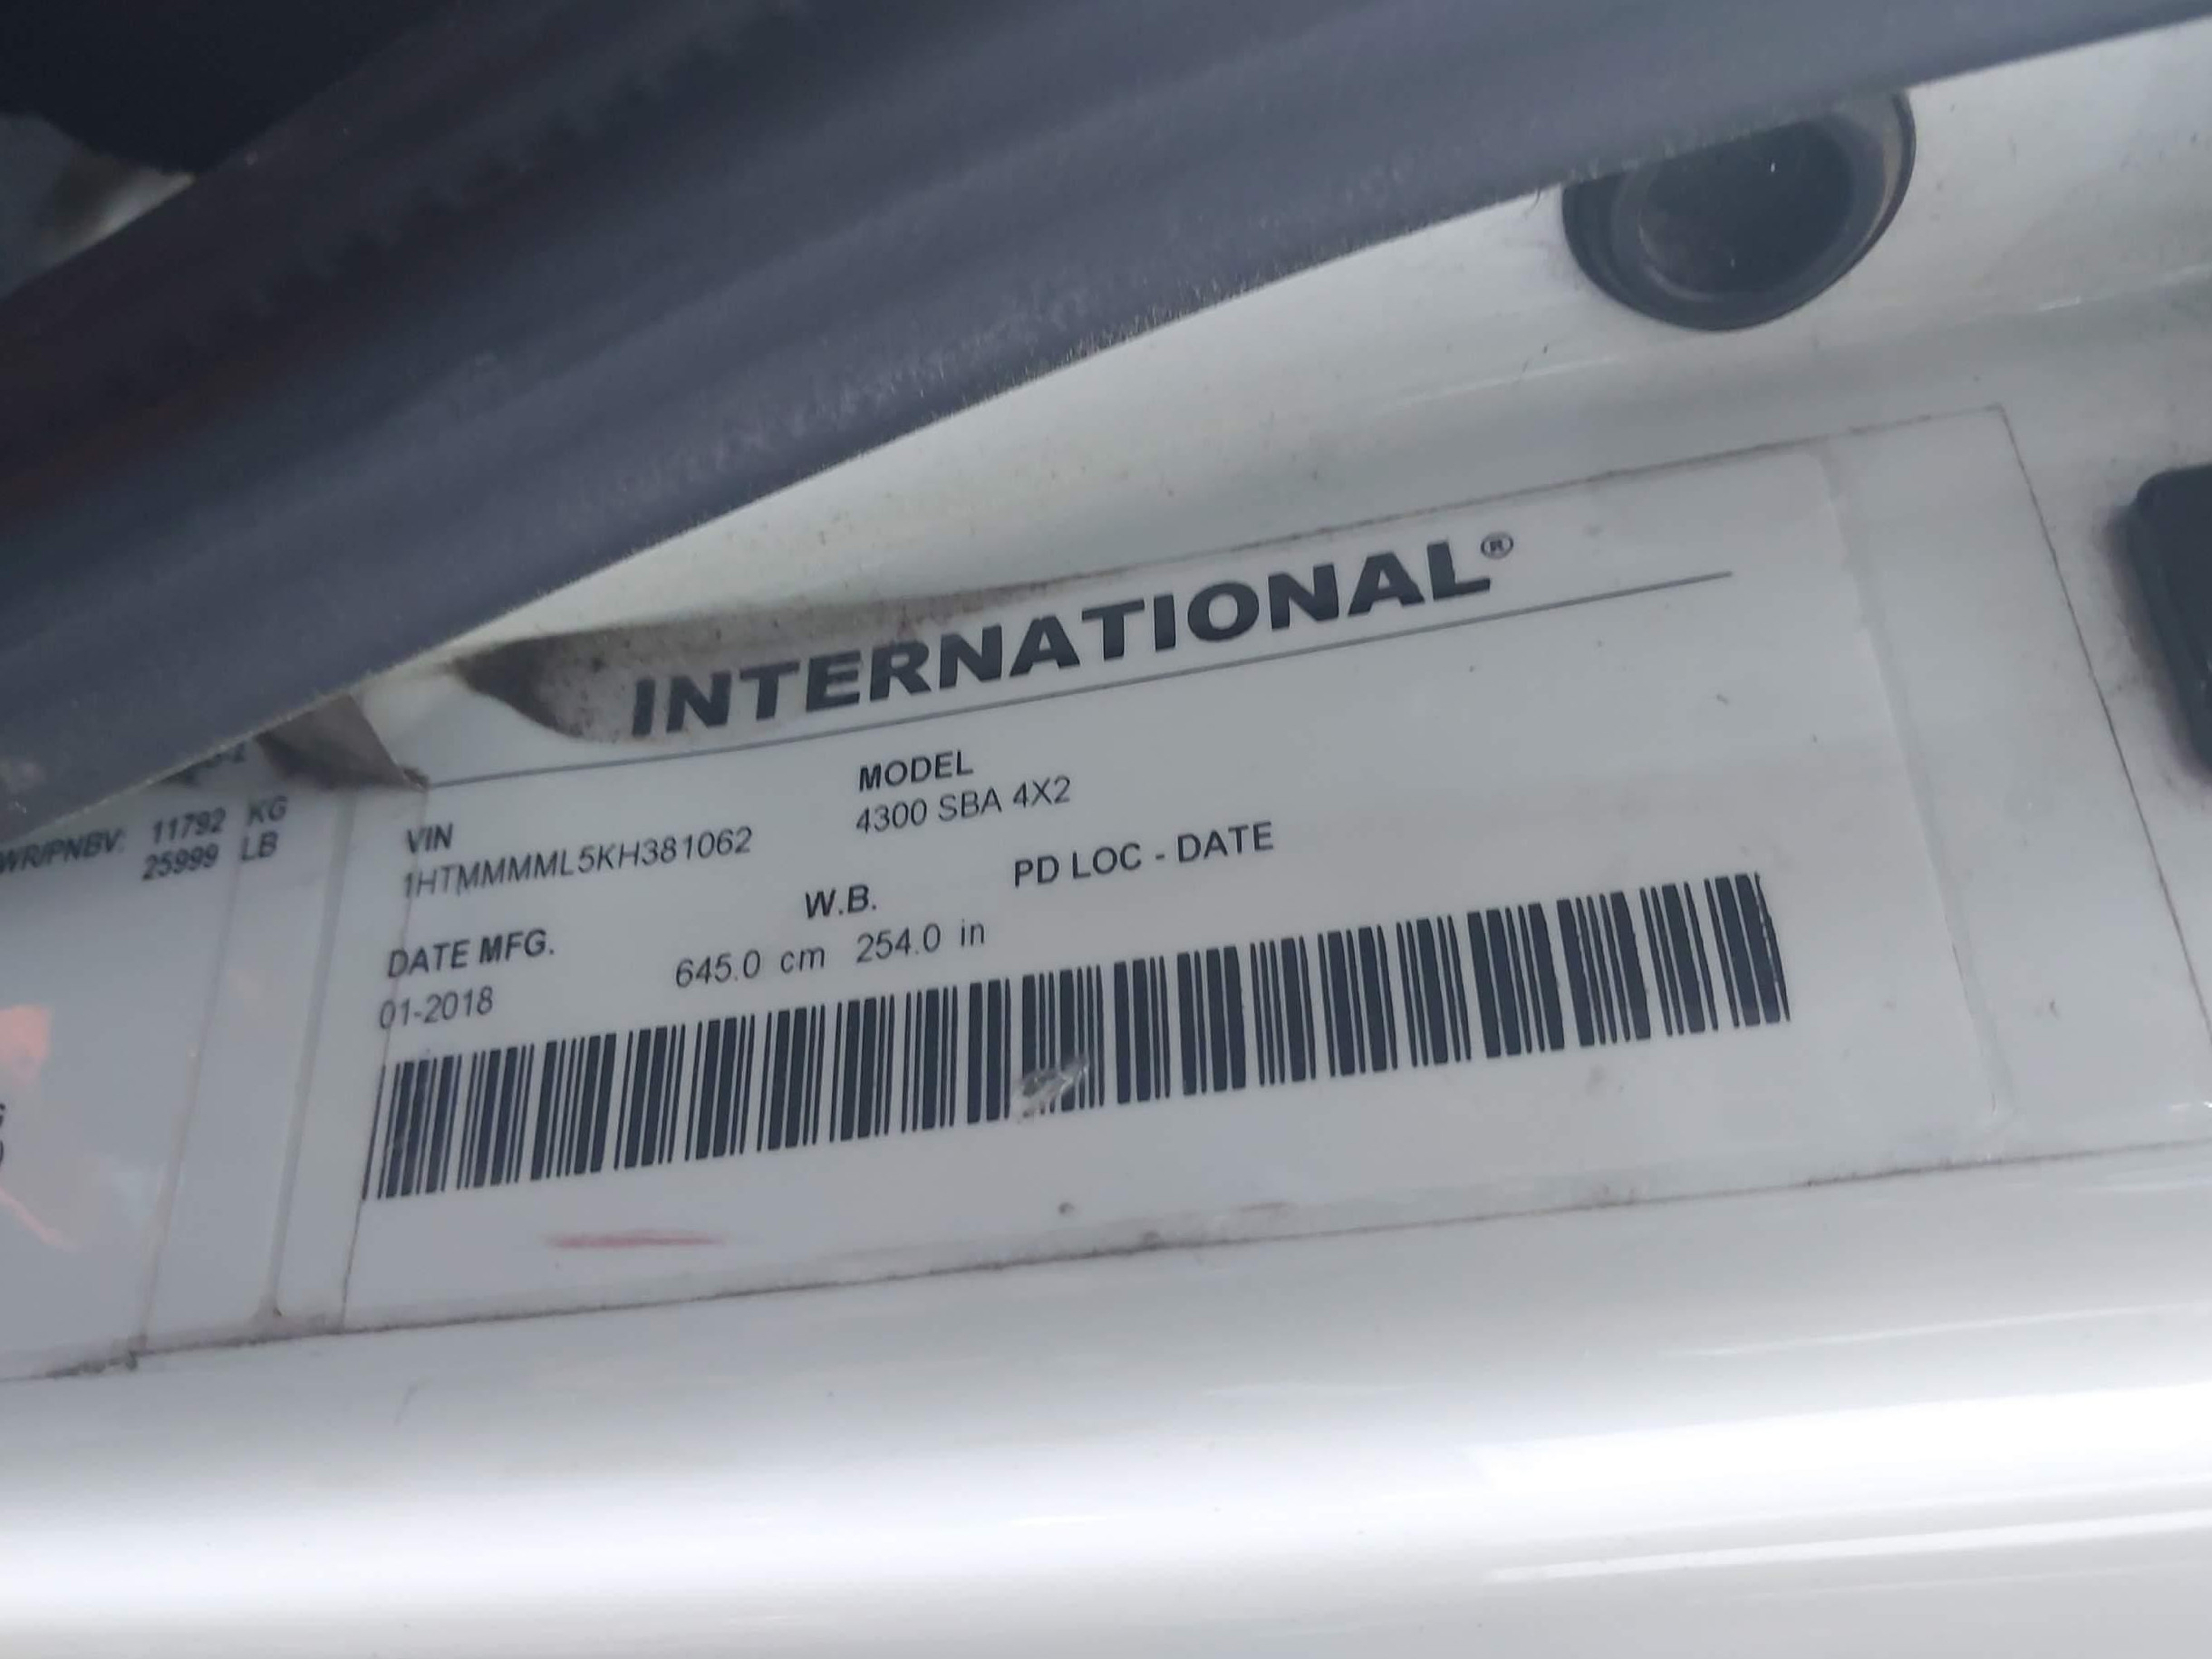 INTERNATIONAL®
VIN
1HTMMMML5KH381062
MODEL
4300 SBA 4X2
DATE MFG.
01-2018
W.B.
645.0 cm 254.0 in
PD LOC - DATE
WR/PNBV: 11792 KG
25999 LB